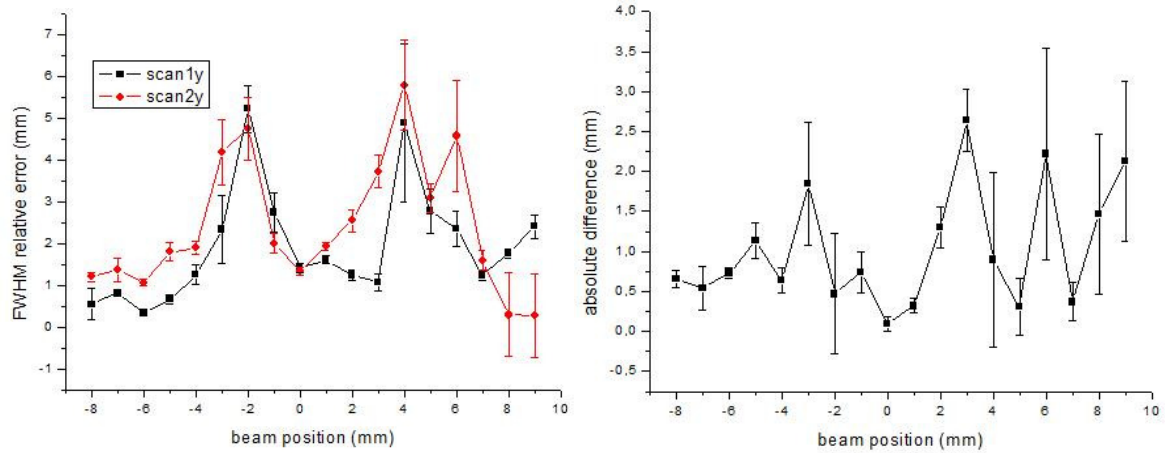 7
6
5
4
3
2
1
0
-1
FWHM relative error (mm)
scan1y
scan2y
-8 -6 -4 -2 0 2 4 6 8 10
beam position (mm)
4,0
3,5
3,0
2,5
2,0
1,5
1,0
0,5
0,0
-0,5
absolute difference (mm)
-8 -6 -4 -2 0 2 4 6 8 10
beam position (mm)